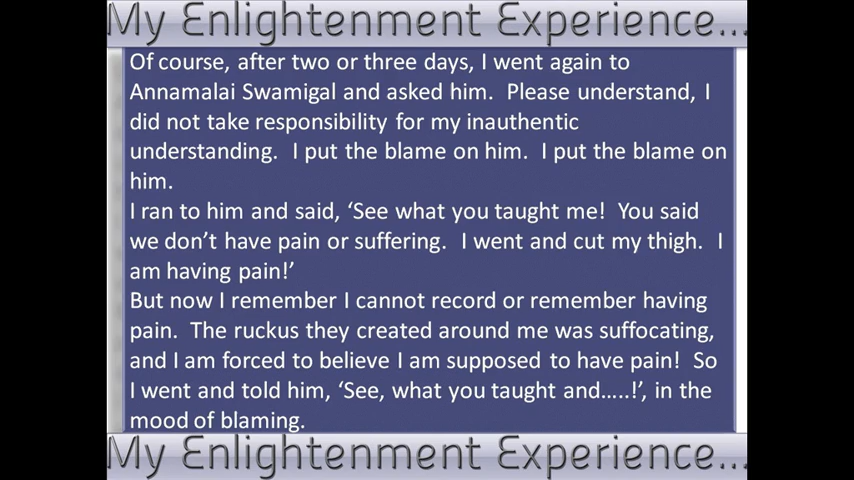 My Enlightenment Experience...
Of course, after two or three days, I went again to
Annamalai Swamigal and asked him.  Please understand, I
did not take responsibility for my inauthentic
understanding.  I put the blame on him.  I put the blame on
him.
I ran to him and said, ‘See what you taught me!  You said
we don’t have pain or suffering.  I went and cut my thigh.  I
am having pain!’
But now I remember I cannot record or remember having
pain.  The ruckus they created around me was suffocating,
and I am forced to believe I am supposed to have pain!  So
I went and told him, ‘See, what you taught and.....!’, in the
mood of blaming.
My Enlightenment Experience...